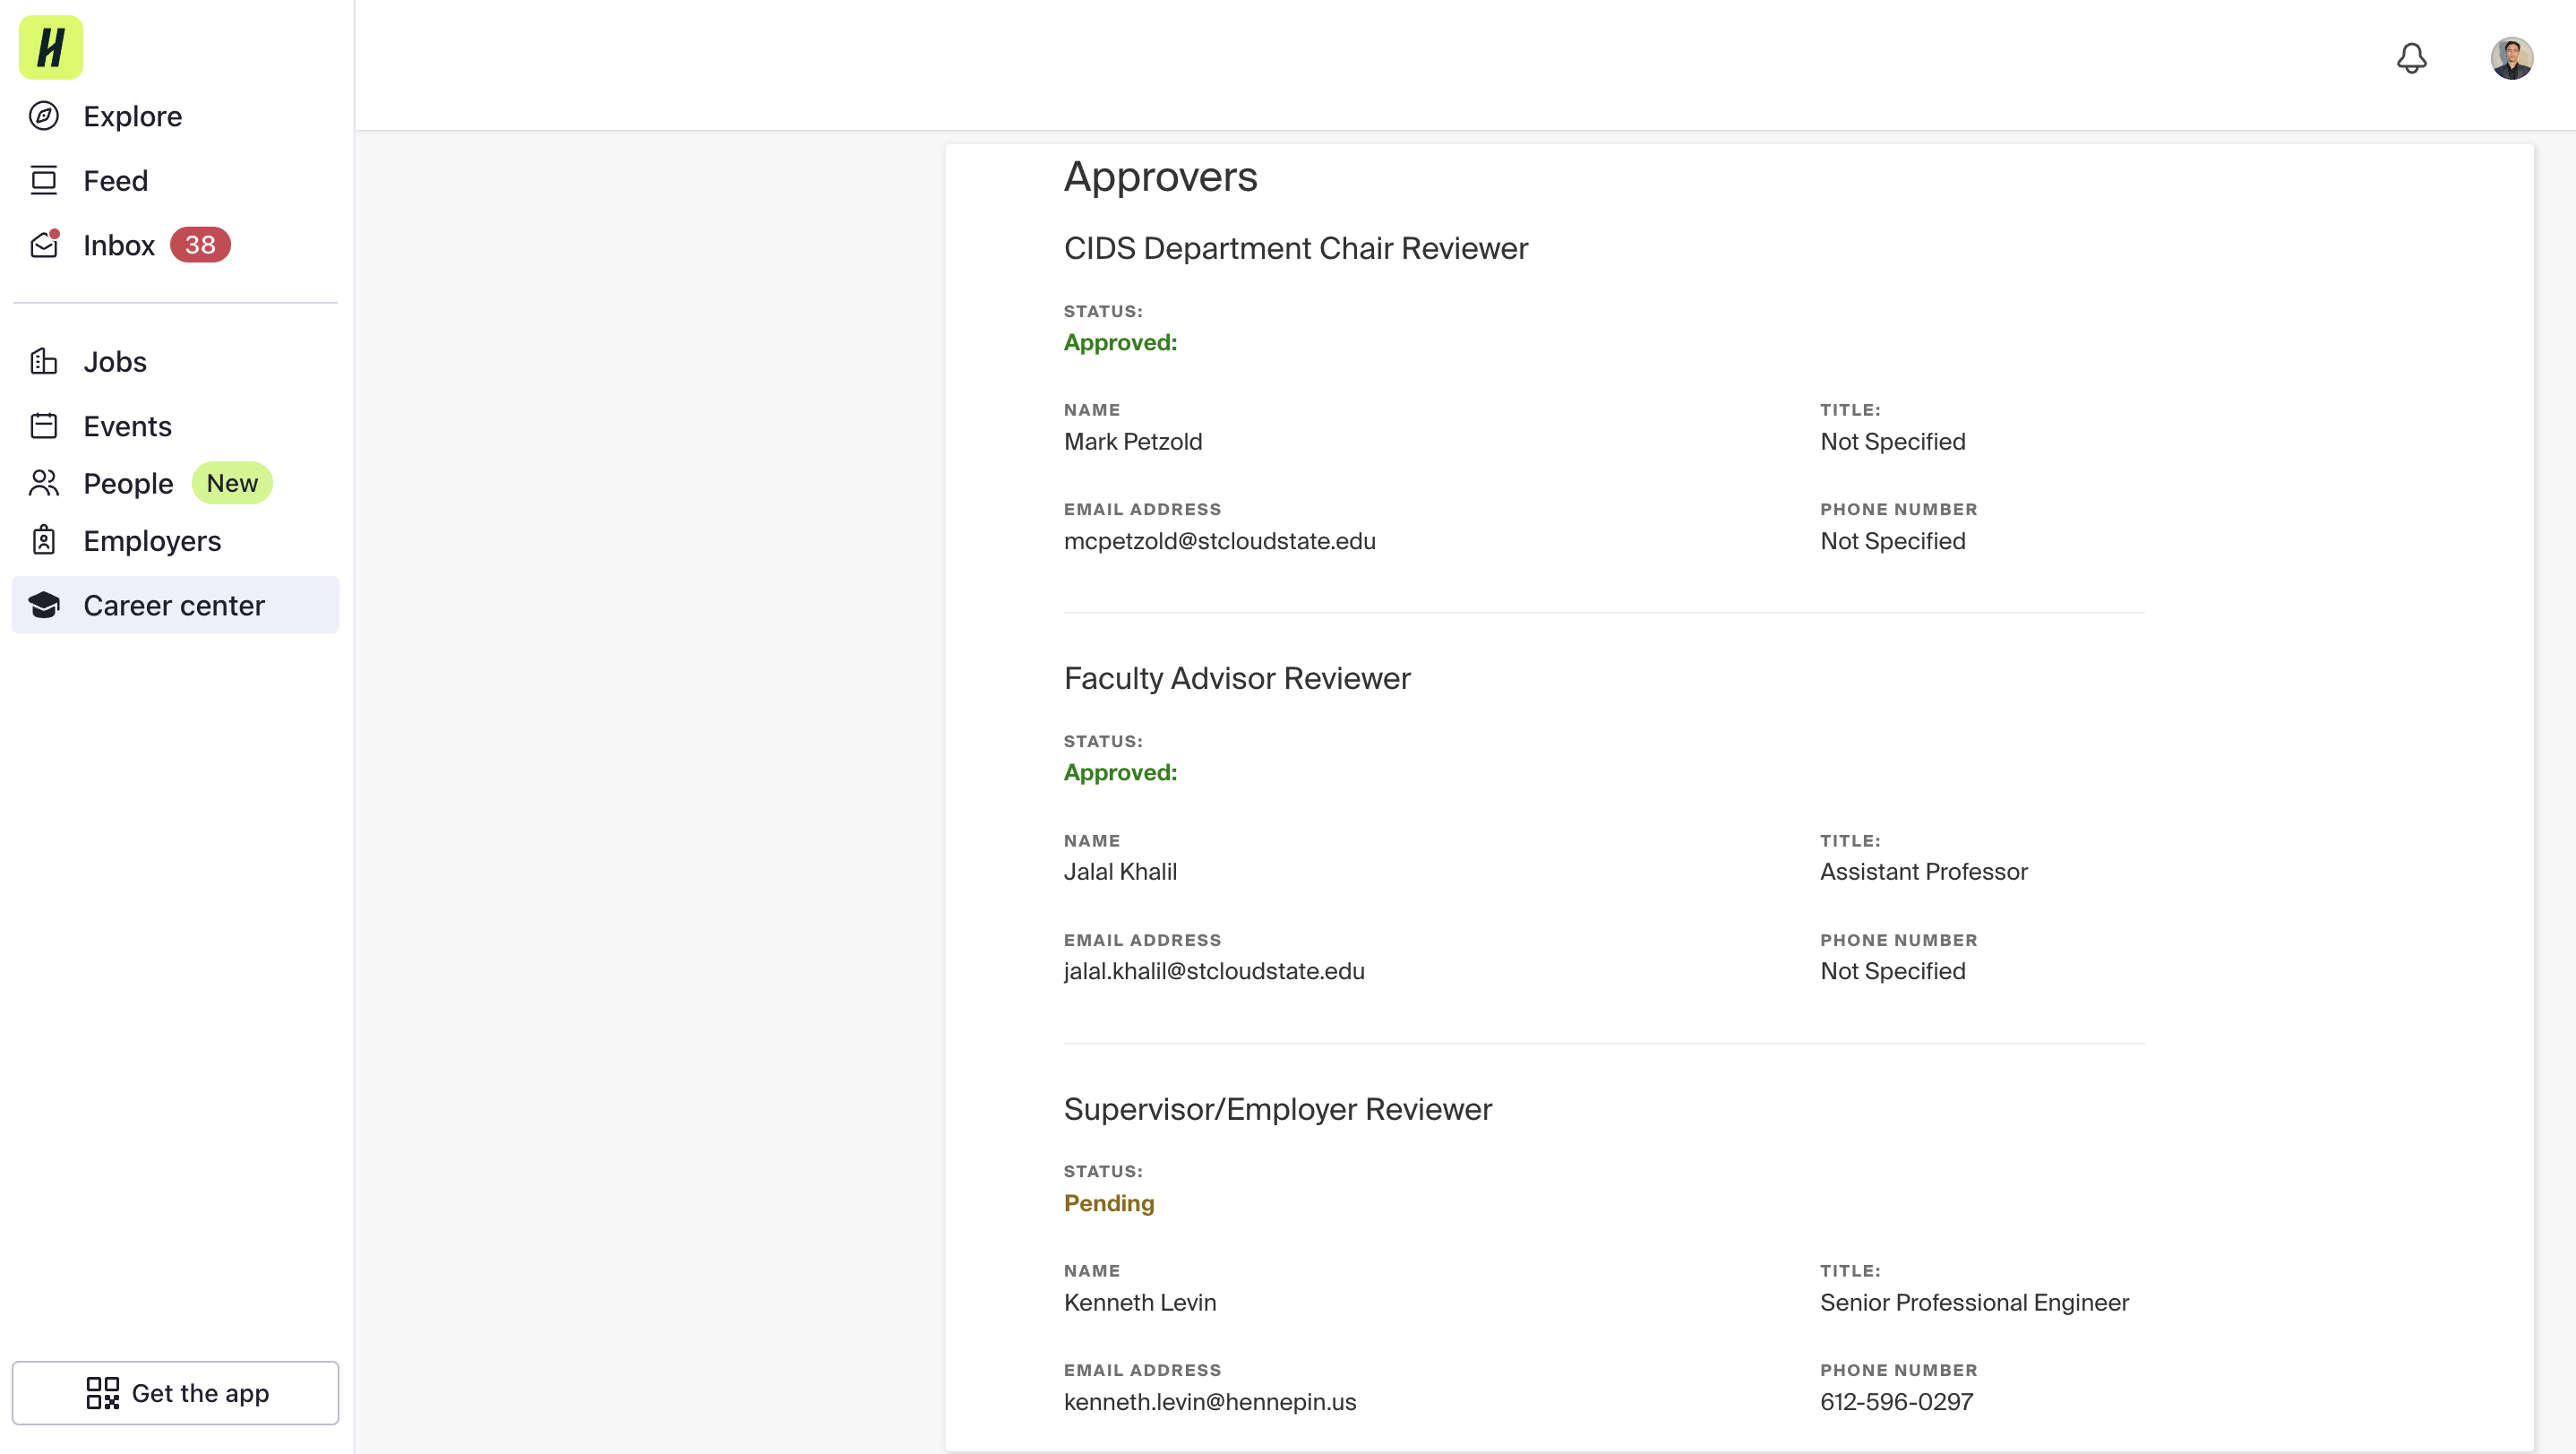 H
Explore
Feed
Inbox 38
Jobs
Events
People New
Employers
Career center
Get the app
Approvers
CIDS Department Chair Reviewer
STATUS:
Approved:
NAME
Mark Petzold
TITLE:
Not Specified
EMAIL ADDRESS
mcpetzold@stcloudstate.edu
PHONE NUMBER
Not Specified
Faculty Advisor Reviewer
STATUS:
Approved:
NAME
Jalal Khalil
TITLE:
Assistant Professor
EMAIL ADDRESS
jalal.khalil@stcloudstate.edu
PHONE NUMBER
Not Specified
Supervisor/Employer Reviewer
STATUS:
Pending
NAME
Kenneth Levin
TITLE:
Senior Professional Engineer
EMAIL ADDRESS
kenneth.levin@hennepin.us
PHONE NUMBER
612-596-0297